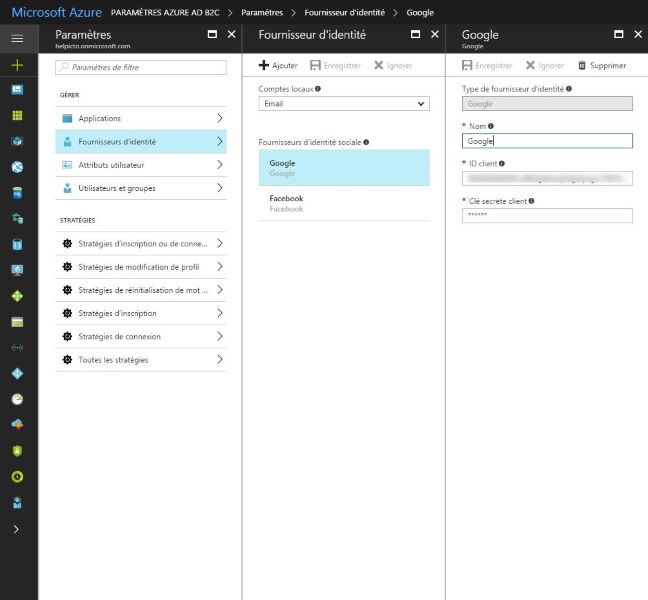 Microsoft Azure PARAMÈTRES AZURE AD B2C > Paramètres > Fournisseur d'identité > Google
Paramètres
helpicto.onmicrosoft.com
Paramètres de filtre
GÉRER
Applications
Fournisseurs d'identité
Attributs utilisateur
Utilisateurs et groupes
STRATÉGIES
Stratégies d'inscription ou de conne...
Stratégies de modification de profil
Stratégies de réinitialisation de mot ...
Stratégies d'inscription
Stratégies de connexion
Toutes les stratégies
Fournisseur d'identité
Ajouter Enregistrer Ignorer
Comptes locaux
Email
Fournisseurs d'identité sociale
Google
Google
Facebook
Facebook
Google
Google
Enregistrer Ignorer Supprimer
Type de fournisseur d'identité
Google
* Nom
Google
* ID client
* Clé secrète client
******